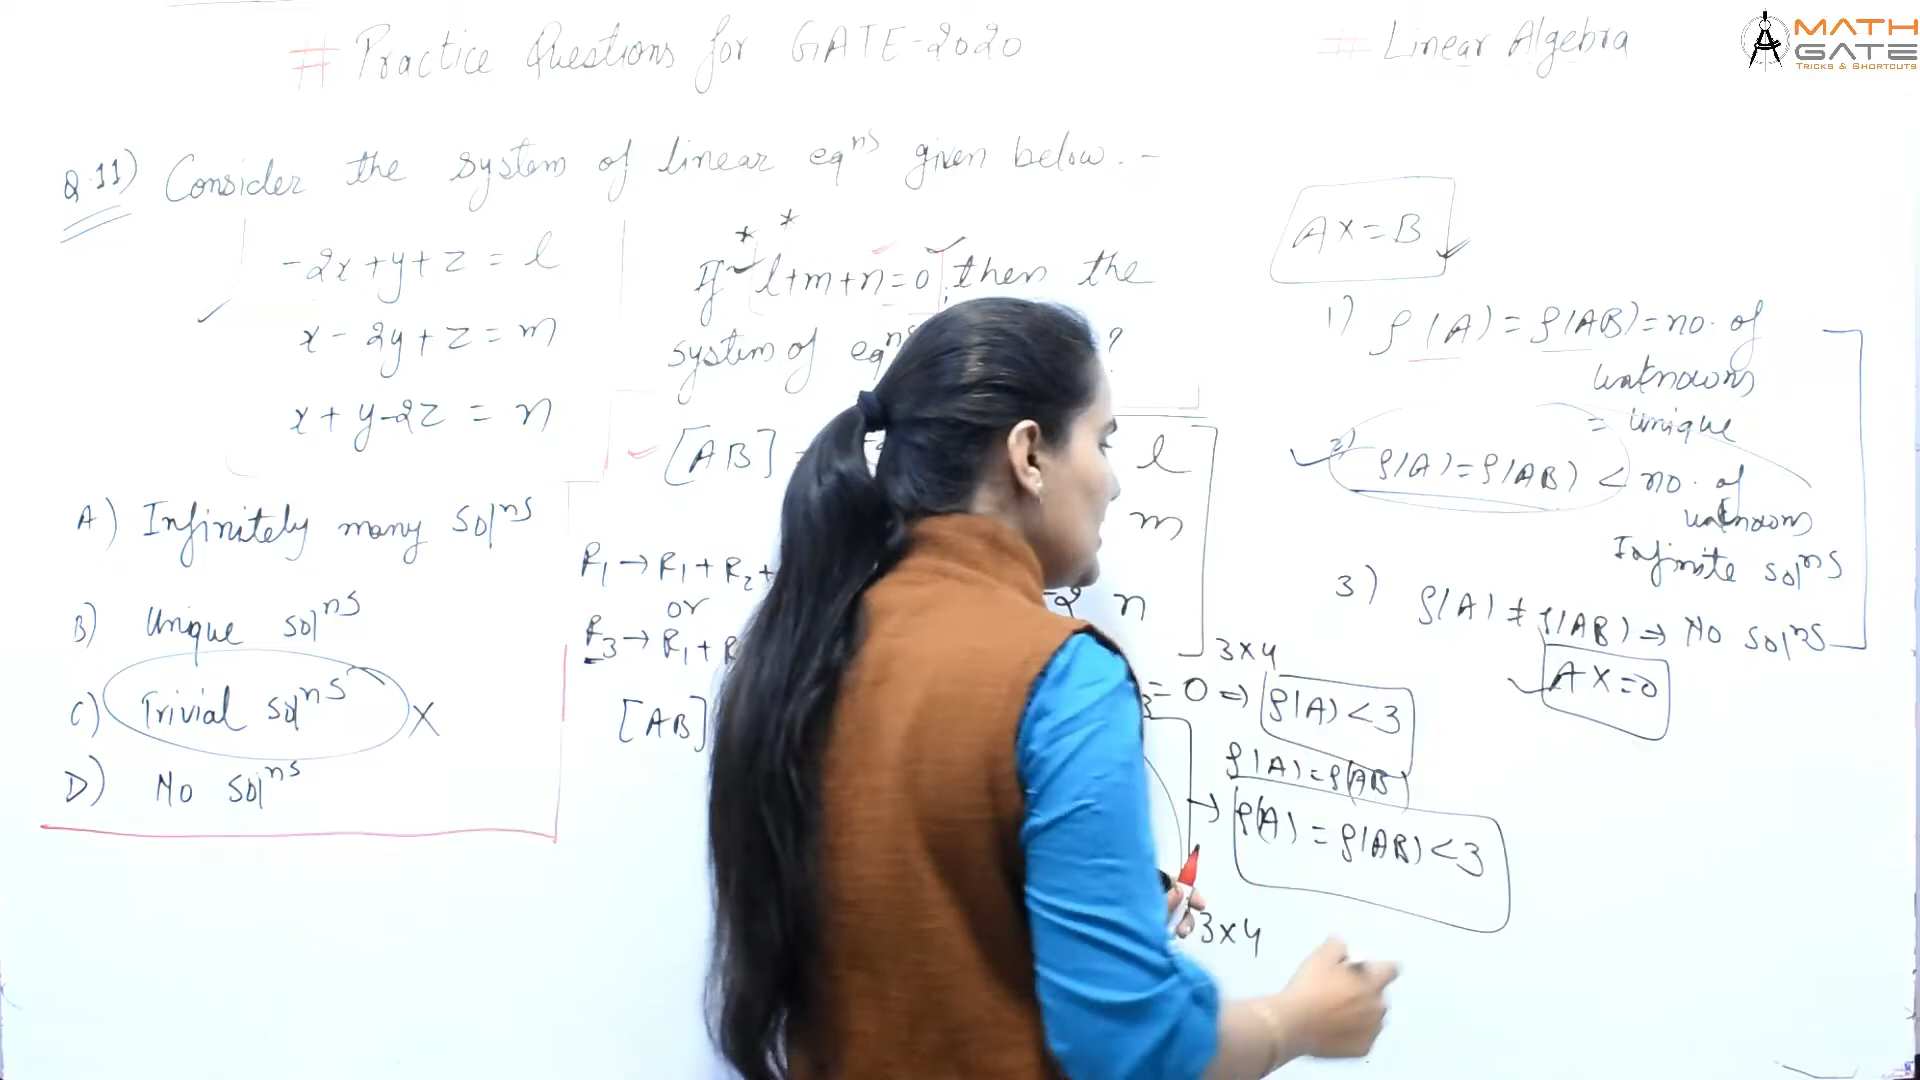 # Practice Questions for GATE-2020
# Linear Algebra
MATH
GATE
TRICKS & SHORTCUTS
Q.11) Consider the system of linear eqⁿˢ given below. -
-2x+y+z = l
x-2y+z = m
x+y-2z = n
* *
If l+m+n=0, then the
system of eqⁿˢ ?
A) Infinitely many solⁿˢ
B) Unique solⁿˢ
C) Trivial solⁿˢ X
D) No solⁿˢ
[AB]
l
m
-2 n
3x4
R₁→R₁+R₂+
or
R₃→R₁+R
[AB]
= 0 ⇒ ρ(A)<3
ρ(A)=ρ(AB)
→ ρ(A) = ρ(AB)<3
3x4
AX=B
1) ρ(A) = ρ(AB)=no. of
unknowns
= unique
2) ρ(A)=ρ(AB) < no. of
unknowns
Infinite solⁿˢ
3) ρ(A) ≠ ρ(AB) ⇒ No solⁿˢ
AX=0